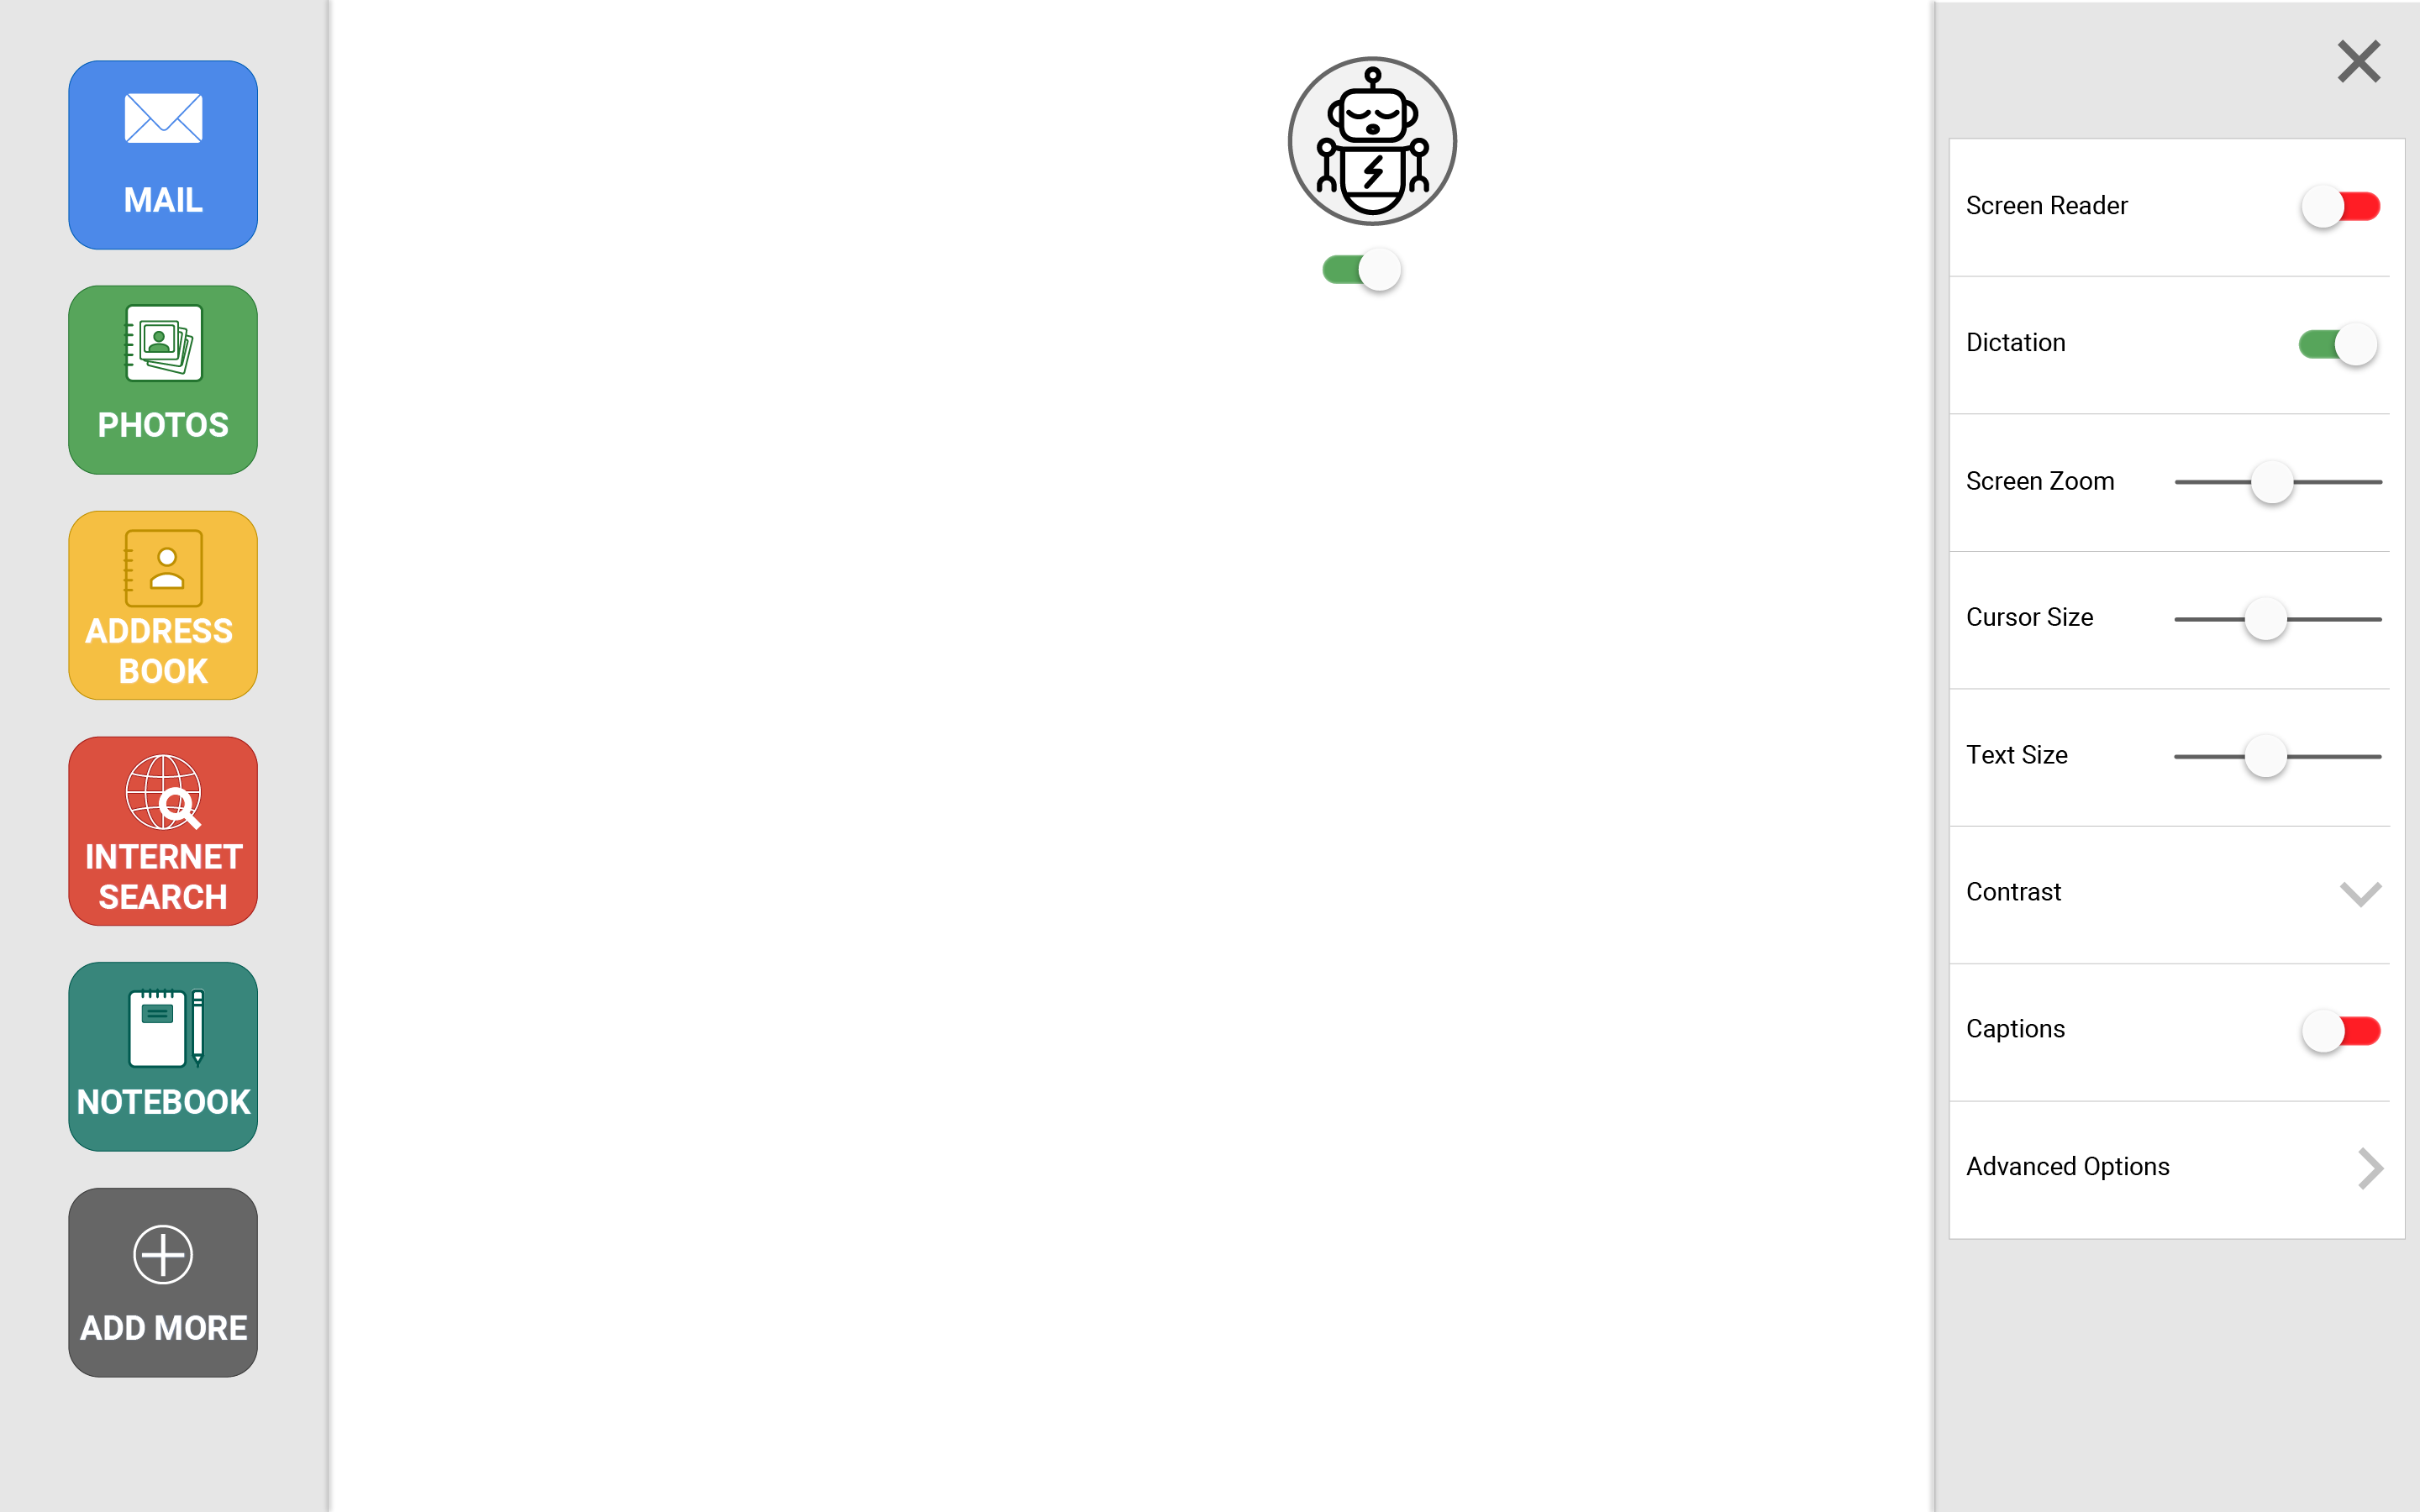 MAIL
PHOTOS
ADDRESS
BOOK
INTERNET
SEARCH
NOTEBOOK
ADD MORE
Screen Reader
Dictation
Screen Zoom
Cursor Size
Text Size
Contrast
Captions
Advanced Options